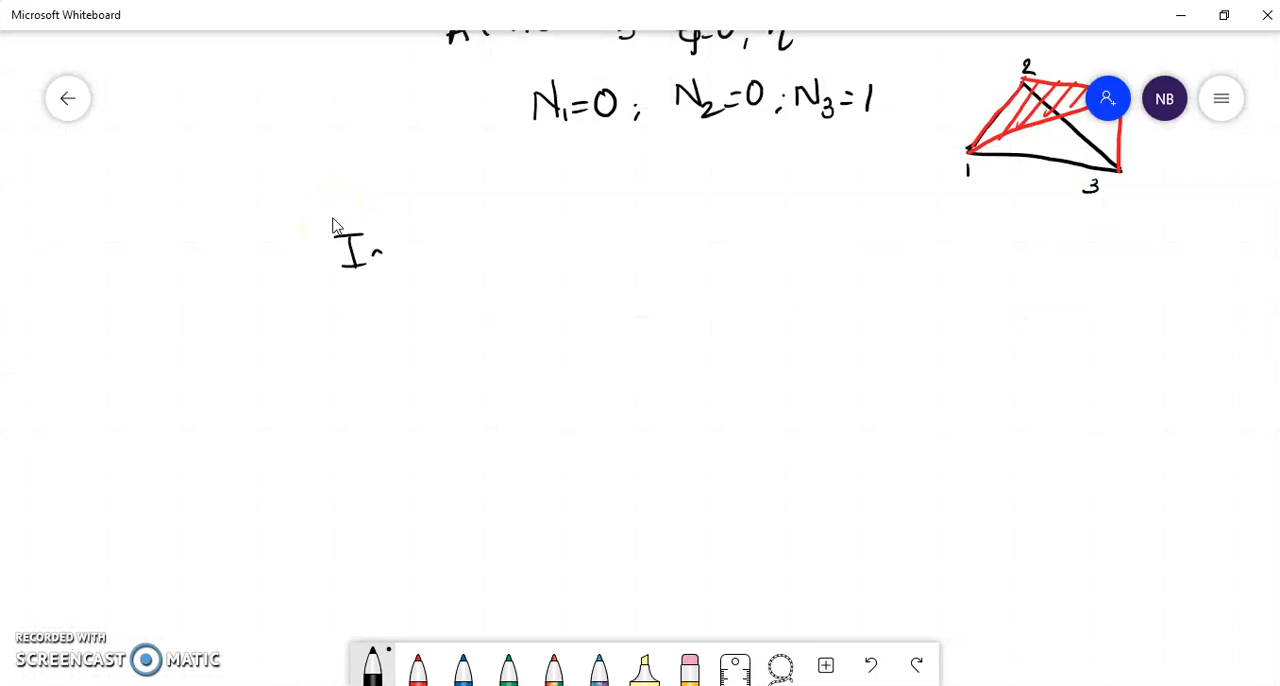 Microsoft Whiteboard
N₁=0 ; N₂=0 ; N₃=1
2
NB
1
3
I
RECORDED WITH
SCREENCAST MATIC